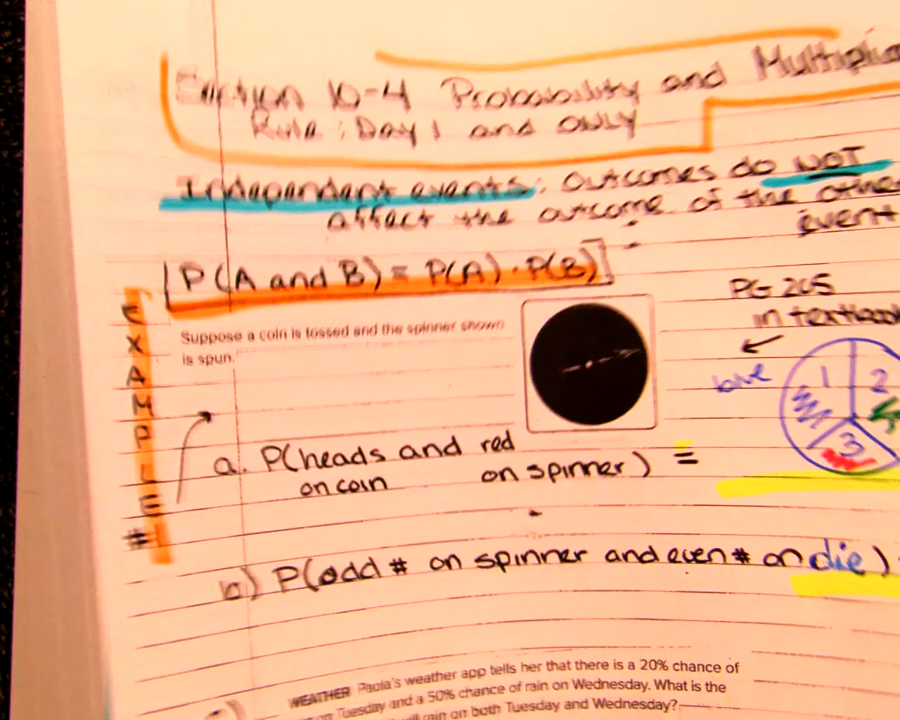 Section 10-4 Probability and
Rule: Day 1 and ONLY
Independent events: outcomes do NOT
affect the outcome of the other
event
P(A and B) = P(A) · P(B)
PG 265
in textbook
EXAMPLE #1
Suppose a coin is tossed and the spinner shown
is spun.
blue
1
2
3
a. P(heads and red
on coin on spinner) =
b) P(odd # on spinner and even # on die)
WEATHER Paola's weather app tells her that there is a 20% chance of
on Tuesday and a 50% chance of rain on Wednesday. What is the
rain on both Tuesday and Wednesday?